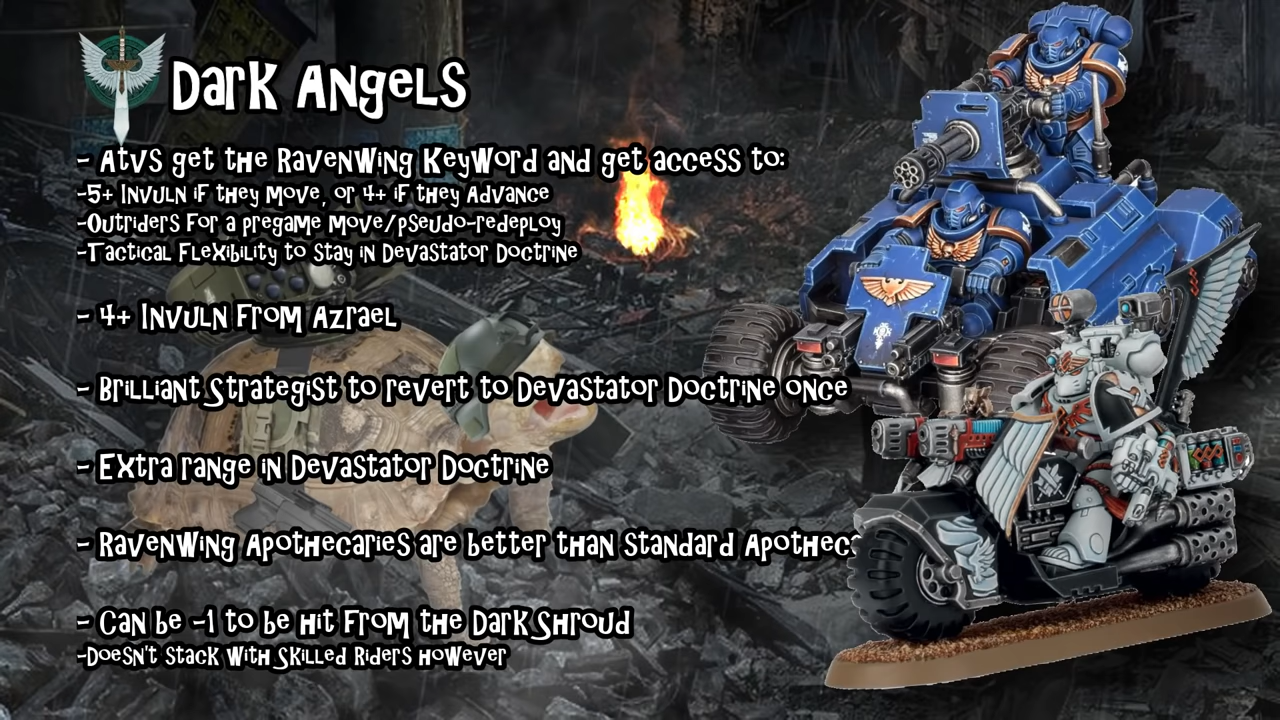 Dark Angels
- ATVs get the Ravenwing Keyword and get access to:
-5+ Invuln if they move, or 4+ if they Advance
-Outriders for a pregame move/pseudo-redeploy
-Tactical Flexibility to Stay in Devastator Doctrine
- 4+ Invuln from Azrael
- Brilliant Strategist to revert to Devastator Doctrine once
- Extra range in Devastator Doctrine
- Ravenwing Apothecaries are better than standard
- Can be -1 to be hit from the Darkshroud
-Doesn't stack with Skilled Riders however